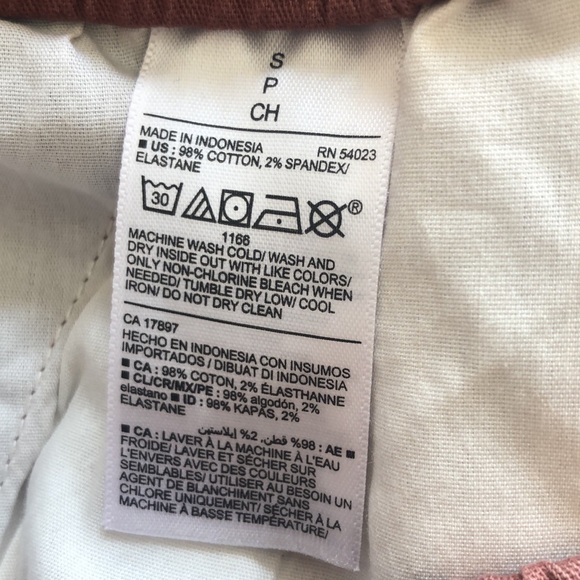 S
P
CH
MADE IN INDONESIA RN 54023
■ US : 98% COTTON, 2% SPANDEX/
ELASTANE
30 ®
1166
MACHINE WASH COLD/ WASH AND
DRY INSIDE OUT WITH LIKE COLORS/
ONLY NON-CHLORINE BLEACH WHEN
NEEDED/ TUMBLE DRY LOW/ COOL
IRON/ DO NOT DRY CLEAN
CA 17897
HECHO EN INDONESIA CON INSUMOS
IMPORTADOS / DIBUAT DI INDONESIA
■ CA : 98% COTON, 2% ÉLASTHANNE
■ CL/CR/MX/PE : 98% algodón, 2%
elastano ■ ID : 98% KAPAS, 2%
ELASTANE
■ AE : 98% قطن، 2% إيلاستين
■ CA : LAVER À LA MACHINE À L'EAU
FROIDE/ LAVER ET SÉCHER SUR
L'ENVERS AVEC DES COULEURS
SEMBLABLES/ UTILISER AU BESOIN UN
AGENT DE BLANCHIMENT SANS
CHLORE UNIQUEMENT/ SÉCHER À LA
MACHINE À BASSE TEMPÉRATURE/